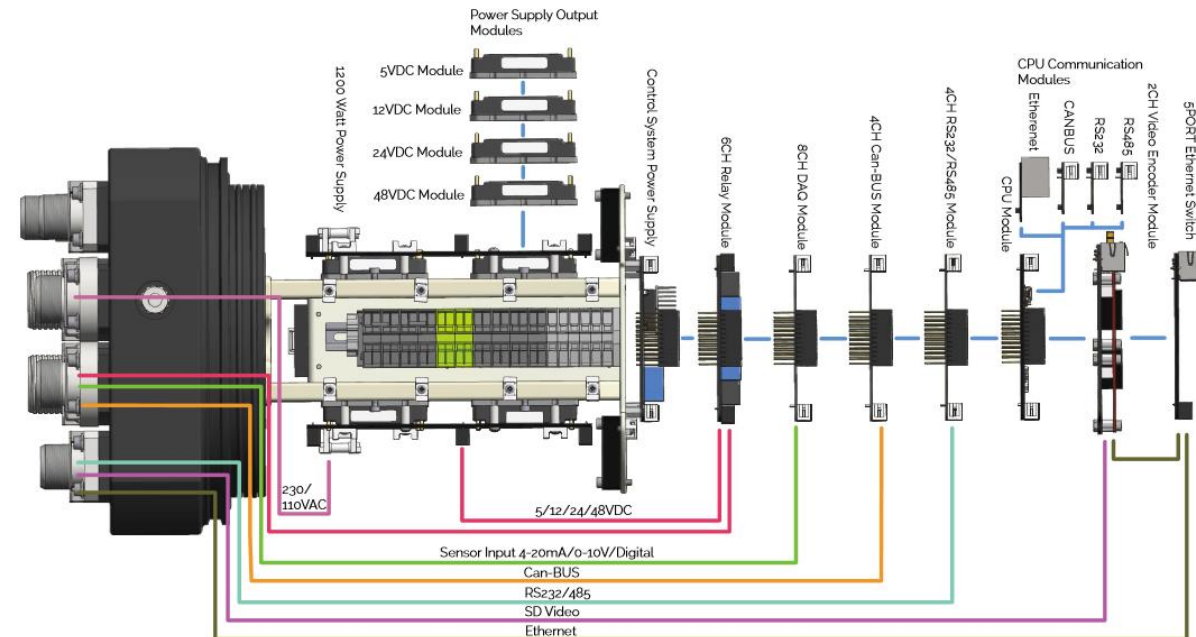 Power Supply Output
Modules
5VDC Module
12VDC Module
24VDC Module
48VDC Module
1200 Watt Power Supply
Control System Power Supply
6CH Relay Module
8CH DAQ Module
4CH Can-BUS Module
4CH RS232/RS485 Module
CPU Module
CPU Communication
Modules
Etherenet
CANBUS
RS232
RS485
2CH Video Encoder Module
5PORT Ethernet Switch
230/
110VAC
5/12/24/48VDC
Sensor Input 4-20mA/0-10V/Digital
Can-BUS
RS232/485
SD Video
Ethernet